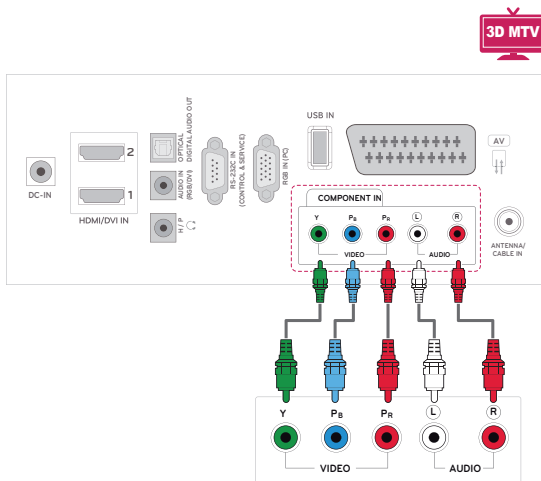 3D MTV
USB IN
AV
OPTICAL
DIGITAL AUDIO OUT
AUDIO IN
(RGB/DVI)
H / P
RS-232C IN
(CONTROL & SERVICE)
RGB IN (PC)
2
1
DC-IN
HDMI/DVI IN
COMPONENT IN
Y PB PR L R
VIDEO AUDIO
ANTENNA/
CABLE IN
Y PB PR L R
VIDEO AUDIO